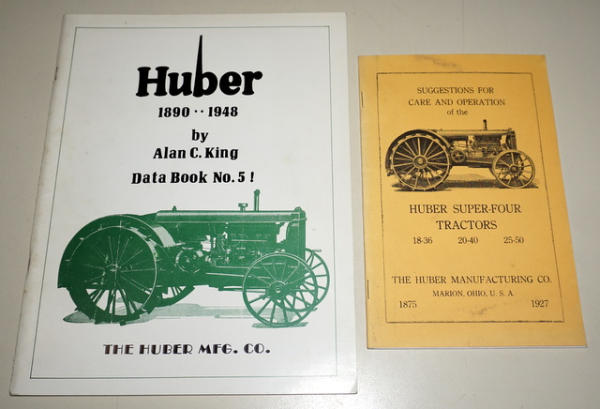 Huber
1890 ·· 1948
by
Alan C. King
Data Book No. 5 !
THE HUBER MFG. CO.
SUGGESTIONS FOR
CARE AND OPERATION
of the
HUBER SUPER-FOUR
TRACTORS
18-36 20-40 25-50
THE HUBER MANUFACTURING CO.
MARION, OHIO, U. S. A
1875 1927